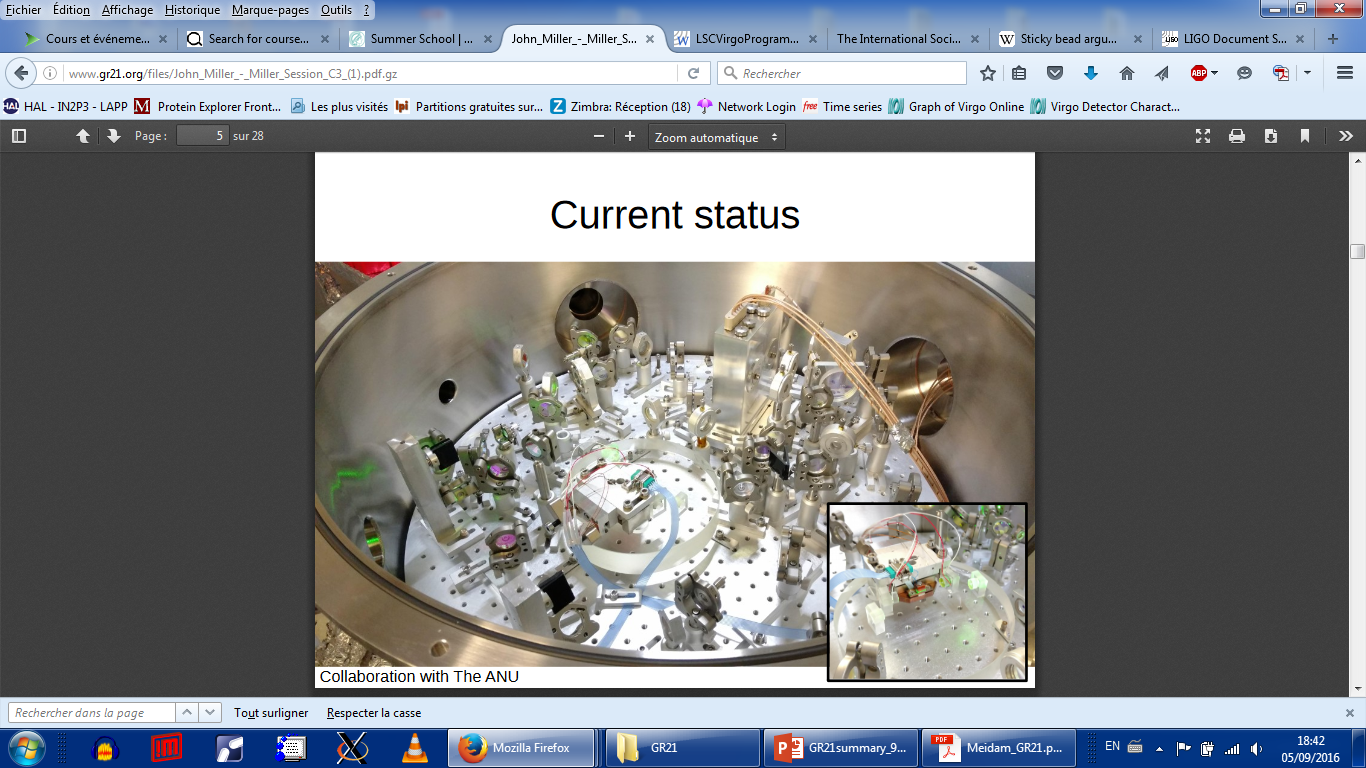 Fichier Édition Affichage Historique Marque-pages Outils ?
Cours et événeme... Search for course... Summer School | ... John_Miller_-_Miller_S... LSCVirgoProgram... The International Soci... Sticky bead argu... LIGO Document S...
www.gr21.org/files/John_Miller_-_Miller_Session_C3_(1).pdf.gz Rechercher ABP
HAL - IN2P3 - LAPP Protein Explorer Front... Les plus visités Partitions gratuites sur... Zimbra: Réception (18) Network Login free Time series Graph of Virgo Online Virgo Detector Charact...
Page : 5 sur 28 Zoom automatique
Current status
Collaboration with The ANU
Rechercher dans la page Tout surligner Respecter la casse
Mozilla Firefox GR21 GR21summary_9... Meidam_GR21.p... EN 18:42
05/09/2016